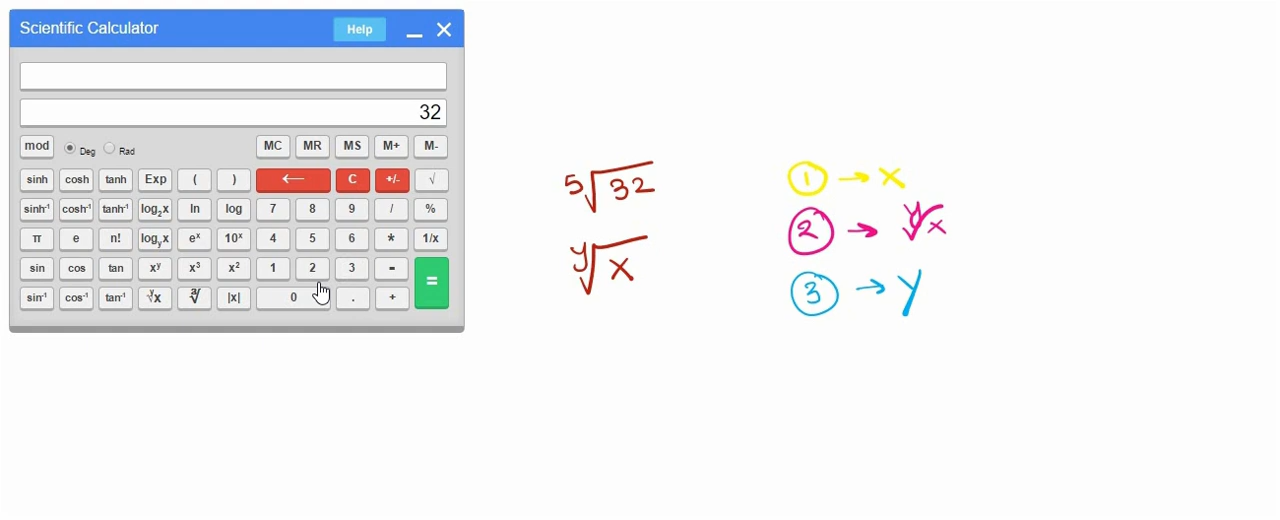 Scientific Calculator Help
32
mod Deg Rad MC MR MS M+ M-
sinh cosh tanh Exp ( ) ← C +/- √
sinh⁻¹ cosh⁻¹ tanh⁻¹ log₂x ln log 7 8 9 / %
π e n! logᵧx eˣ 10ˣ 4 5 6 * 1/x
sin cos tan xʸ x³ x² 1 2 3 - =
sin⁻¹ cos⁻¹ tan⁻¹ ʸ√x ³√ |x| 0 . +
⁵√32
ʸ√x
① → x
② → ʸ√x
③ → y